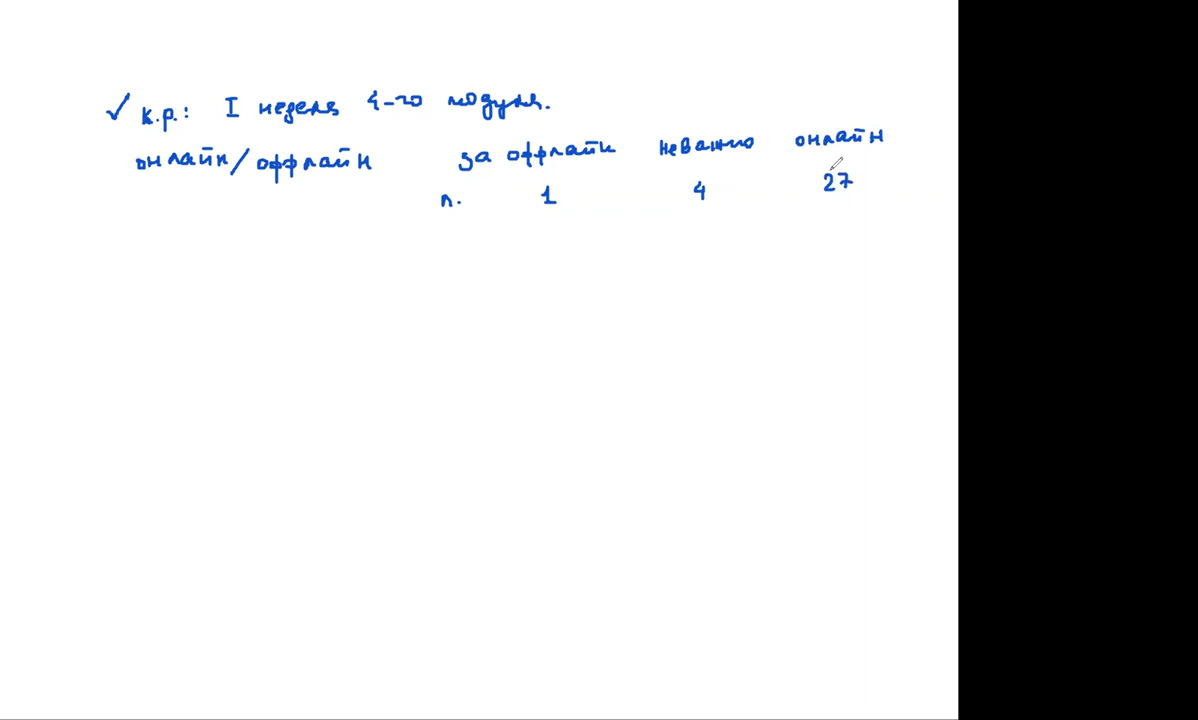 ✓ к.р.: I неделя 4-го модуля.
онлайн/оффлайн за оффлайн неважно онлайн
п. 1 4 27